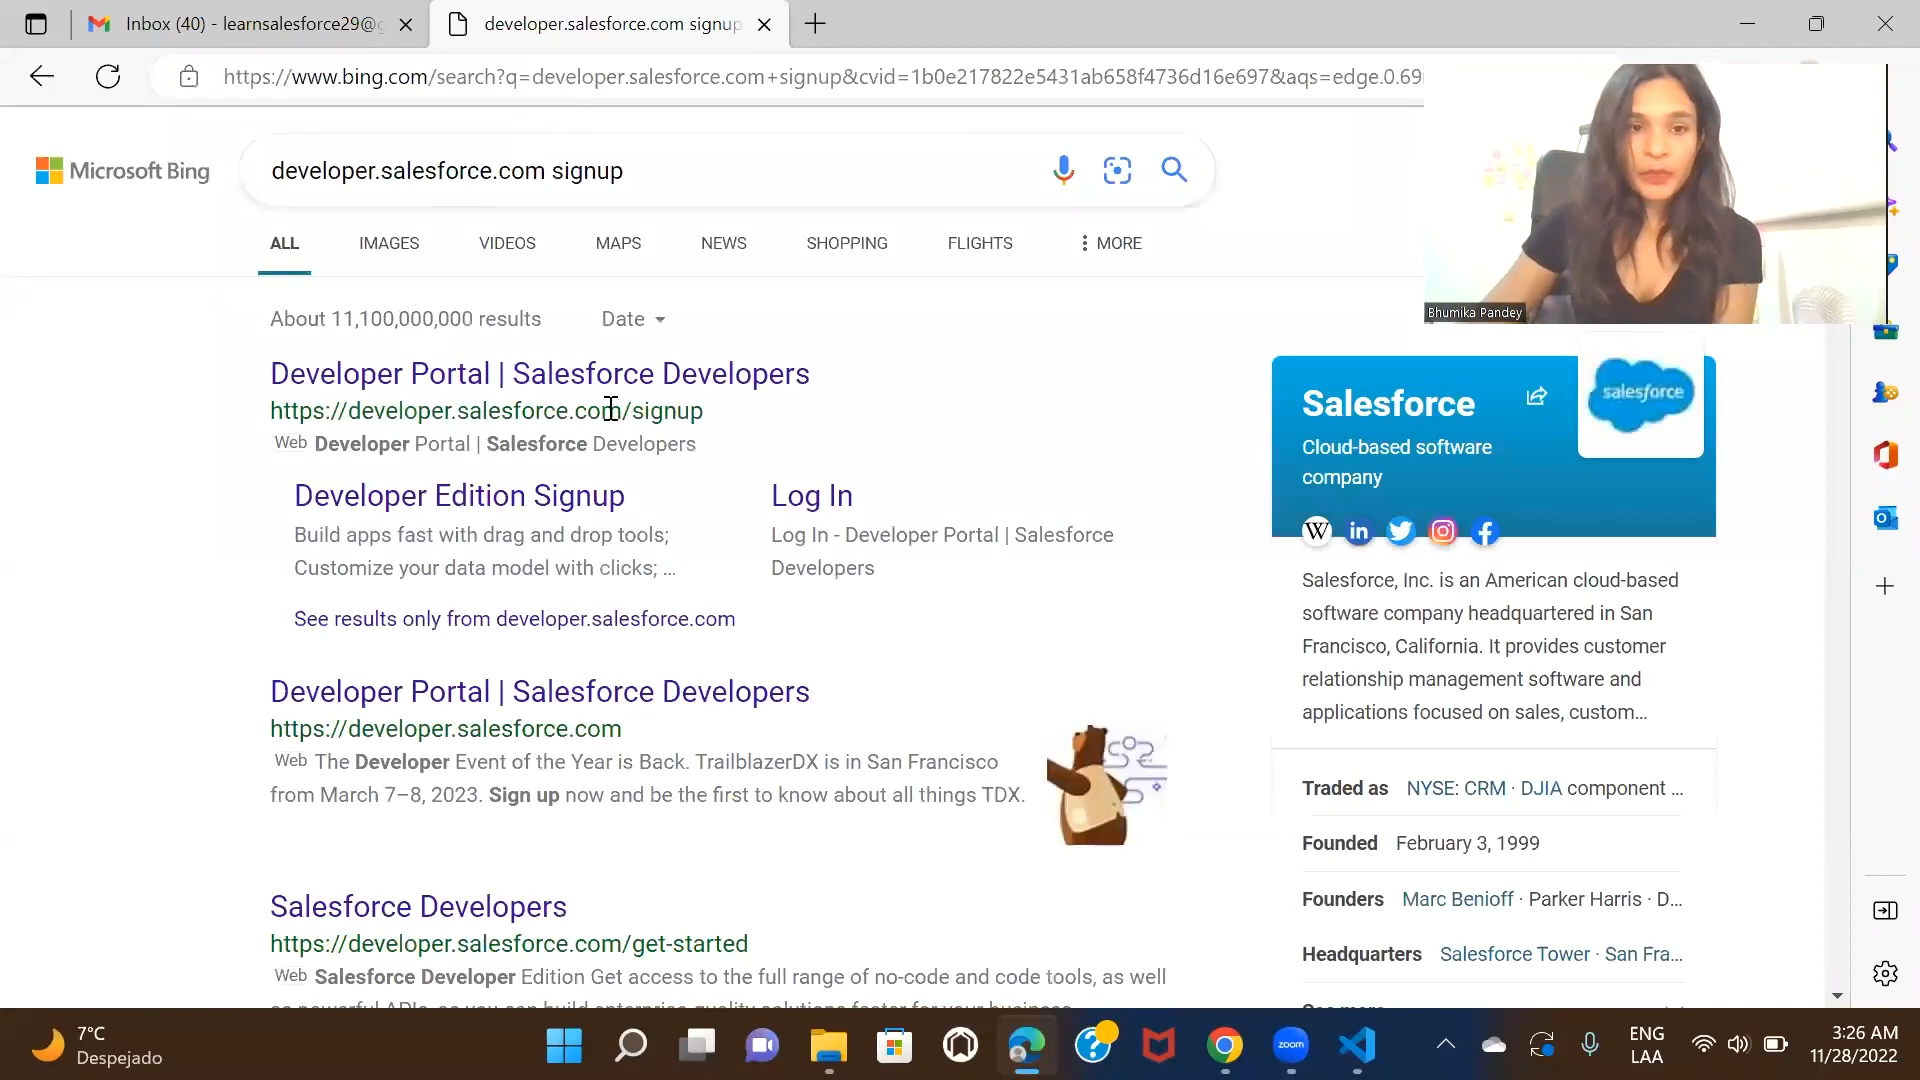 Inbox (40) - learnsalesforce29@
developer.salesforce.com signup
https://www.bing.com/search?q=developer.salesforce.com+signup&cvid=1b0e217822e5431ab658f4736d16e697&aqs=edge.0.69
Microsoft Bing
developer.salesforce.com signup
ALL IMAGES VIDEOS MAPS NEWS SHOPPING FLIGHTS MORE
Bhumika Pandey
About 11,100,000,000 results Date
Developer Portal | Salesforce Developers
https://developer.salesforce.com/signup
Web Developer Portal | Salesforce Developers
Developer Edition Signup
Build apps fast with drag and drop tools;
Customize your data model with clicks; ...
Log In
Log In - Developer Portal | Salesforce
Developers
See results only from developer.salesforce.com
Developer Portal | Salesforce Developers
https://developer.salesforce.com
Web The Developer Event of the Year is Back. TrailblazerDX is in San Francisco
from March 7–8, 2023. Sign up now and be the first to know about all things TDX.
Salesforce Developers
https://developer.salesforce.com/get-started
Web Salesforce Developer Edition Get access to the full range of no-code and code tools, as well
Salesforce
salesforce
Cloud-based software
company
W in
Salesforce, Inc. is an American cloud-based
software company headquartered in San
Francisco, California. It provides customer
relationship management software and
applications focused on sales, custom...
Traded as NYSE: CRM · DJIA component ...
Founded February 3, 1999
Founders Marc Benioff · Parker Harris · D...
Headquarters Salesforce Tower · San Fra...
7°C
Despejado
zoom
ENG
LAA
3:26 AM
11/28/2022